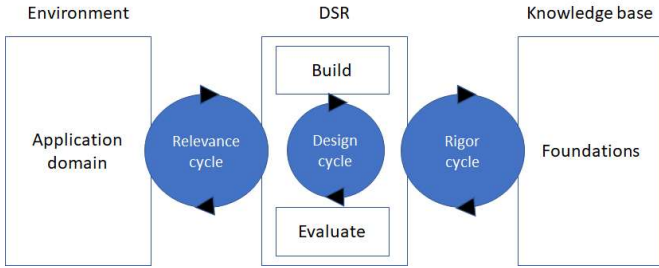 Environment
DSR
Knowledge base
Build
Application
domain
Relevance
cycle
Design
cycle
Rigor
cycle
Foundations
Evaluate